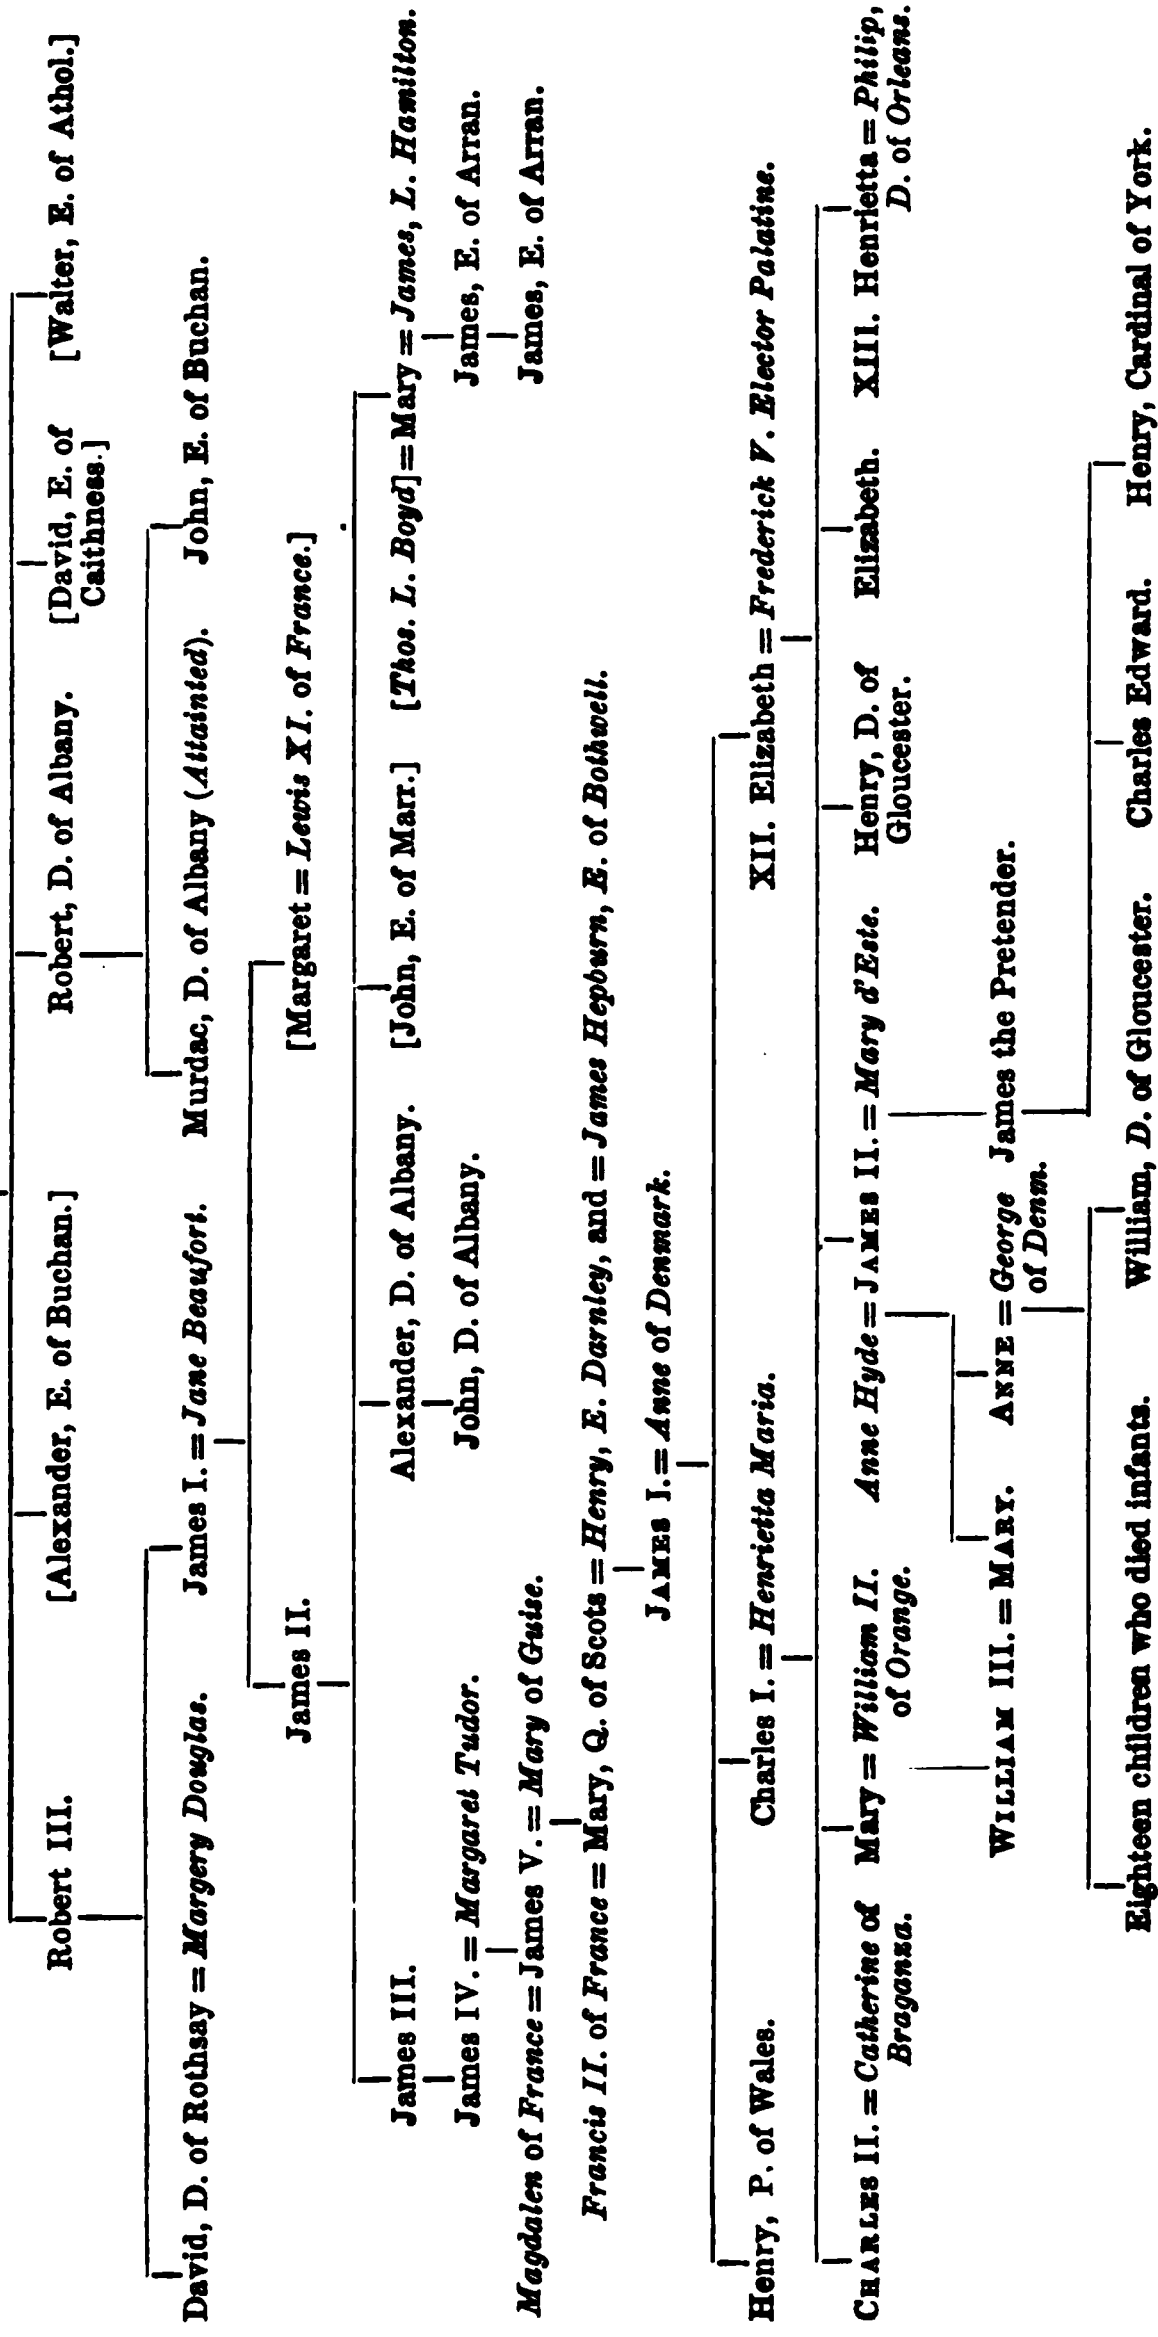 Robert III. [Alexander, E. of Buchan.] Robert, D. of Albany. [David, E. of Caithness.] [Walter, E. of Athol.]
David, D. of Rothsay = Margery Douglas. James I. = Jane Beaufort. Murdac, D. of Albany (Attainted). John, E. of Buchan.
James II. [Margaret = Lewis XI. of France.]
James III. Alexander, D. of Albany. [John, E. of Marr.] [Thos. L. Boyd] = Mary = James, L. Hamilton.
James IV. = Margaret Tudor. John, D. of Albany. James, E. of Arran.
Magdalen of France = James V. = Mary of Guise. James, E. of Arran.
Francis II. of France = Mary, Q. of Scots = Henry, E. Darnley, and = James Hepburn, E. of Bothwell.
JAMES I. = Anne of Denmark.
Henry, P. of Wales. Charles I. = Henrietta Maria. XII. Elizabeth = Frederick V. Elector Palatine.
CHARLES II. = Catherine of Braganza. Mary = William II. of Orange. Anne Hyde = JAMES II. = Mary d'Este. Henry, D. of Gloucester. Elizabeth. XIII. Henrietta = Philip, D. of Orleans.
WILLIAM III. = MARY. ANNE = George of Denm. James the Pretender.
Eighteen children who died infants. William, D. of Gloucester. Charles Edward. Henry, Cardinal of York.